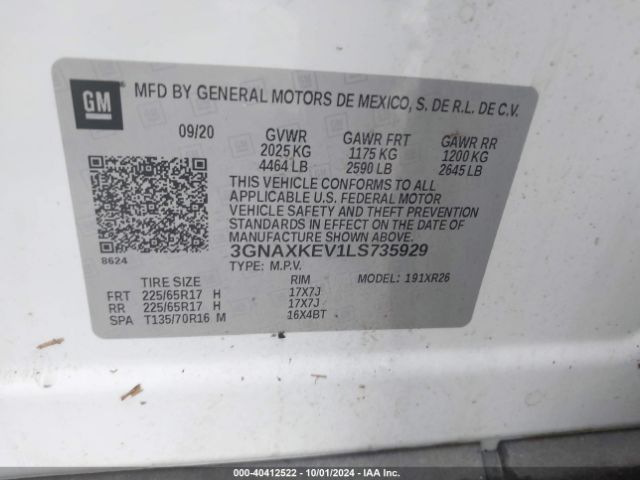 GM
MFD BY GENERAL MOTORS DE MEXICO, S. DE R.L. DE C.V.
09/20 GVWR GAWR FRT GAWR RR
2025 KG 1175 KG 1200 KG
4464 LB 2590 LB 2645 LB
THIS VEHICLE CONFORMS TO ALL
APPLICABLE U.S. FEDERAL MOTOR
VEHICLE SAFETY AND THEFT PREVENTION
STANDARDS IN EFFECT ON THE DATE OF
MANUFACTURE SHOWN ABOVE.
8624 3GNAXKEV1LS735929
TYPE: M.P.V. MODEL: 191XR26
TIRE SIZE RIM
FRT 225/65R17 H 17X7J
RR 225/65R17 H 17X7J
SPA T135/70R16 M 16X4BT
000-40412522 - 10/01/2024 - IAA Inc.